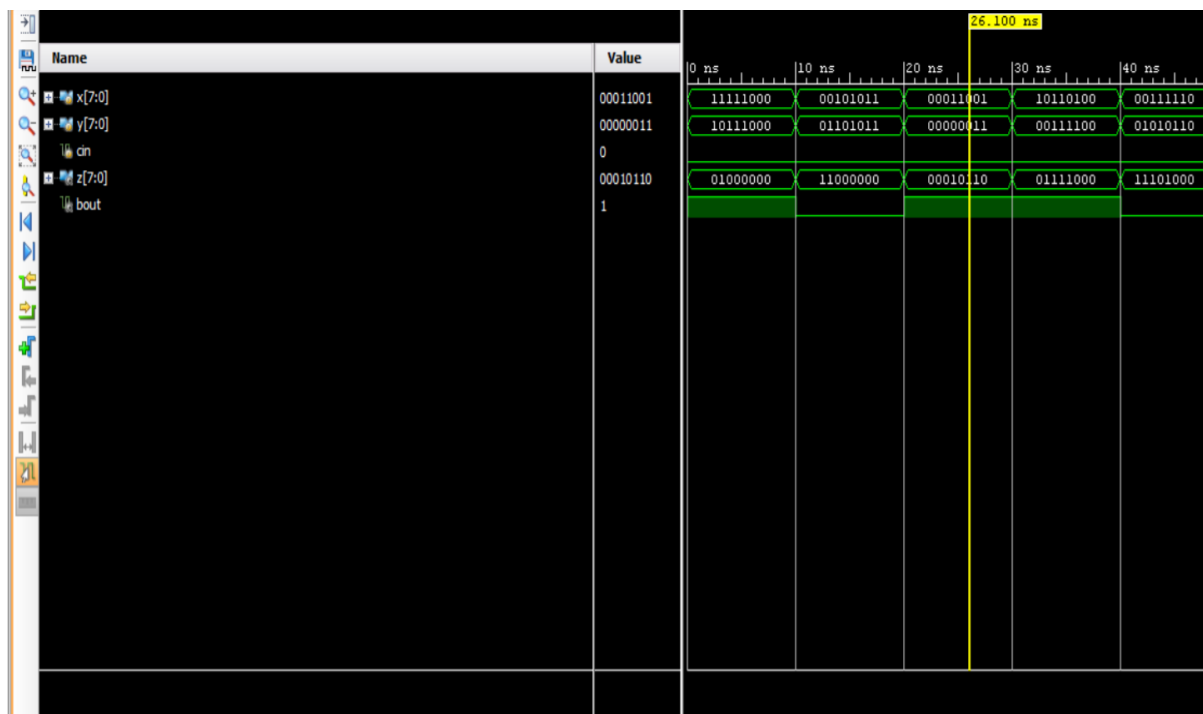 26.100 ns
Name Value
0 ns 10 ns 20 ns 30 ns 40 ns
x[7:0] 00011001 11111000 00101011 00011001 10110100 00111110
y[7:0] 00000011 10111000 01101011 00000011 00111100 01010110
cin 0
z[7:0] 00010110 01000000 11000000 00010110 01111000 11101000
bout 1